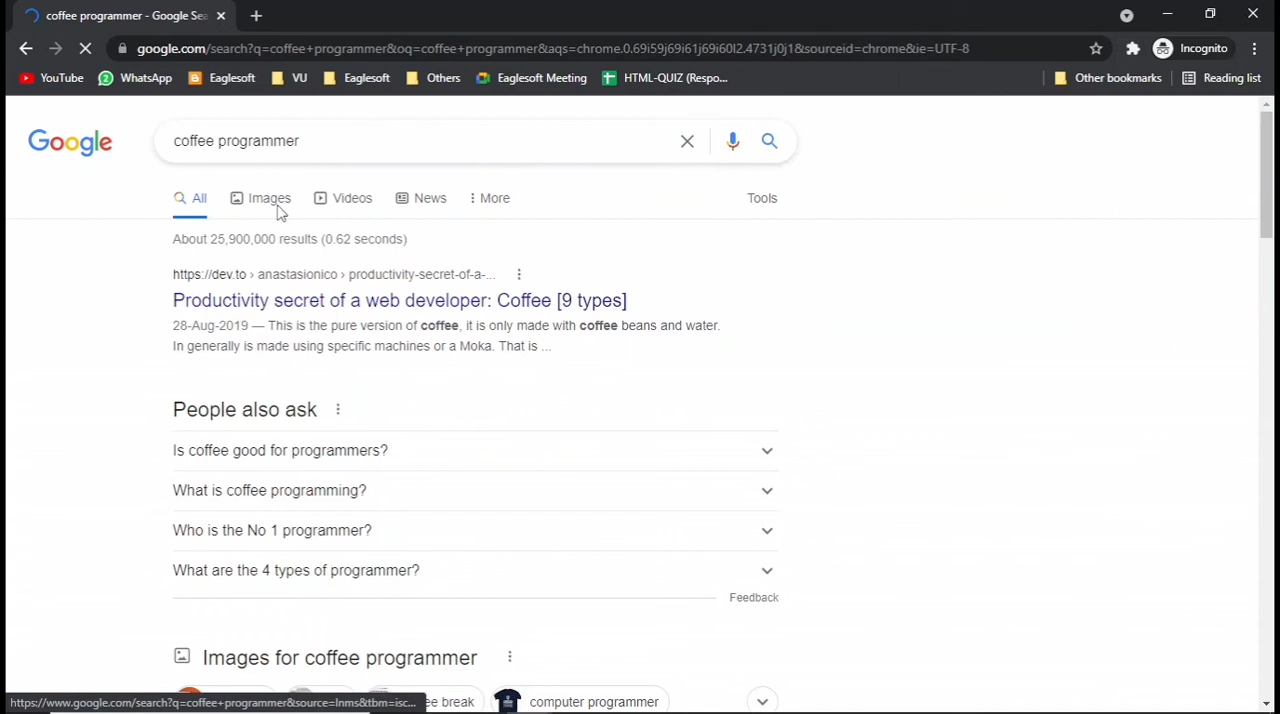 coffee programmer - Google Sea
google.com/search?q=coffee+programmer&oq=coffee+programmer&aqs=chrome.0.69i59j69i61j69i60l2.4731j0j1&sourceid=chrome&ie=UTF-8
Incognito
YouTube WhatsApp Eaglesoft VU Eaglesoft Others Eaglesoft Meeting HTML-QUIZ (Respo... Other bookmarks Reading list
Google coffee programmer
All Images Videos News More Tools
About 25,900,000 results (0.62 seconds)
https://dev.to › anastasionico › productivity-secret-of-a-...
Productivity secret of a web developer: Coffee [9 types]
28-Aug-2019 — This is the pure version of coffee, it is only made with coffee beans and water.
In generally is made using specific machines or a Moka. That is ...
People also ask
Is coffee good for programmers?
What is coffee programming?
Who is the No 1 programmer?
What are the 4 types of programmer?
Feedback
Images for coffee programmer
ee break computer programmer
https://www.google.com/search?q=coffee+programmer&source=lnms&tbm=isc...